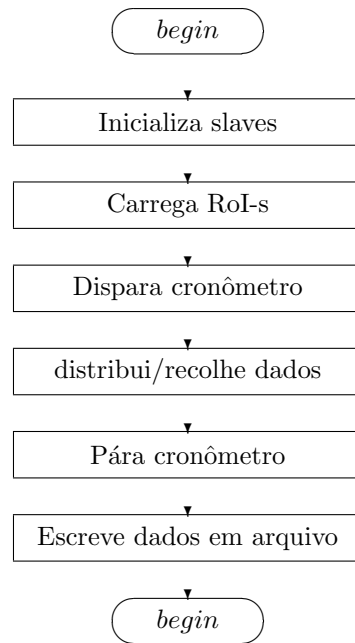 begin
Inicializa slaves
Carrega RoI-s
Dispara cronômetro
distribui/recolhe dados
Pára cronômetro
Escreve dados em arquivo
begin